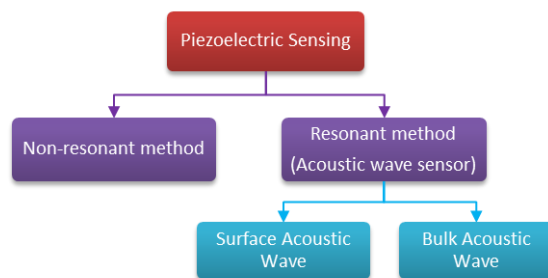 Piezoelectric Sensing
Non-resonant method
Resonant method
(Acoustic wave sensor)
Surface Acoustic
Wave
Bulk Acoustic
Wave